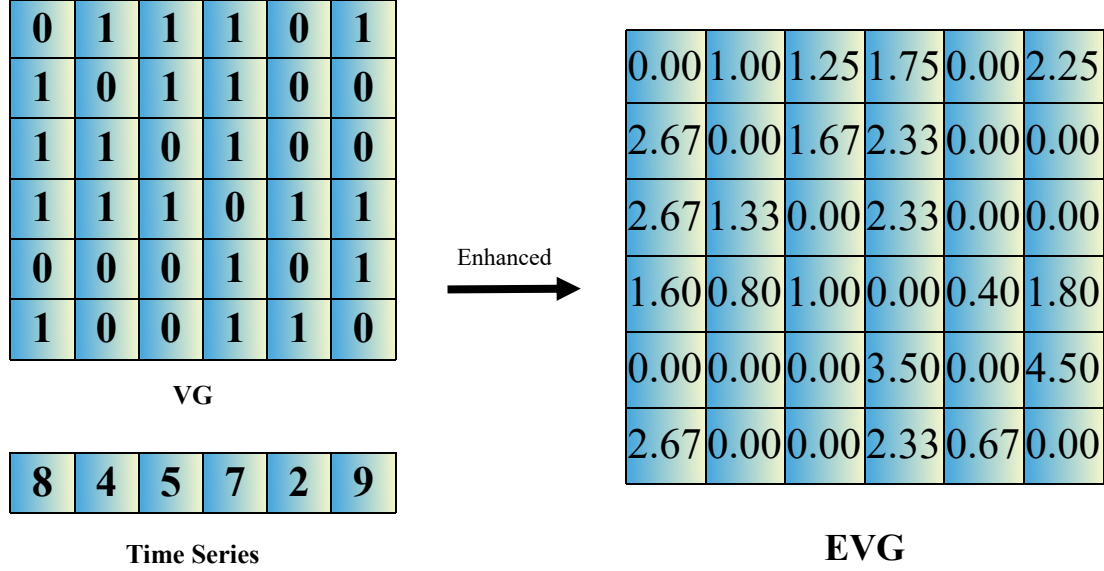 0 1 1 1 0 1
1 0 1 1 0 0
1 1 0 1 0 0
1 1 1 0 1 1
0 0 0 1 0 1
1 0 0 1 1 0
VG
8 4 5 7 2 9
Time Series
Enhanced
0.00 1.00 1.25 1.75 0.00 2.25
2.67 0.00 1.67 2.33 0.00 0.00
2.67 1.33 0.00 2.33 0.00 0.00
1.60 0.80 1.00 0.00 0.40 1.80
0.00 0.00 0.00 3.50 0.00 4.50
2.67 0.00 0.00 2.33 0.67 0.00
EVG